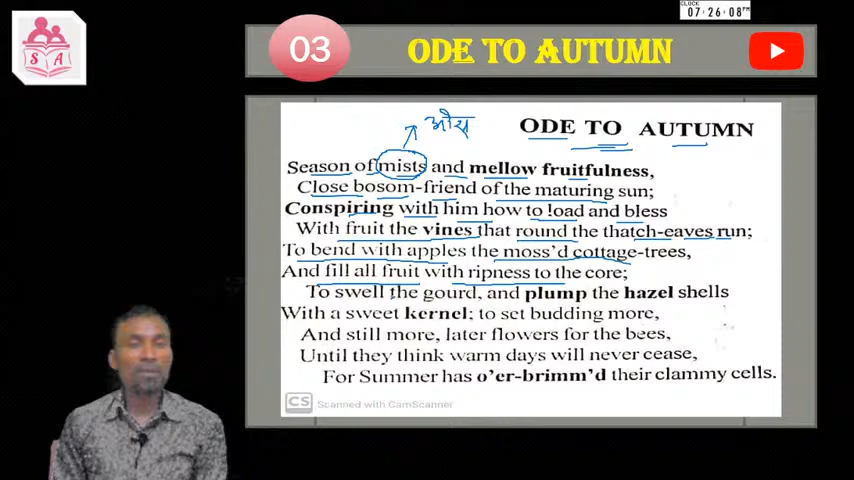 CLOCK
07:26:08PM
S A
03
ODE TO AUTUMN
औस
ODE TO AUTUMN
Season of mists and mellow fruitfulness,
Close bosom-friend of the maturing sun;
Conspiring with him how to load and bless
With fruit the vines that round the thatch-eaves run;
To bend with apples the moss'd cottage-trees,
And fill all fruit with ripness to the core;
To swell the gourd, and plump the hazel shells
With a sweet kernel; to set budding more,
And still more, later flowers for the bees,
Until they think warm days will never cease,
For Summer has o'er-brimm'd their clammy cells.
CS Scanned with CamScanner